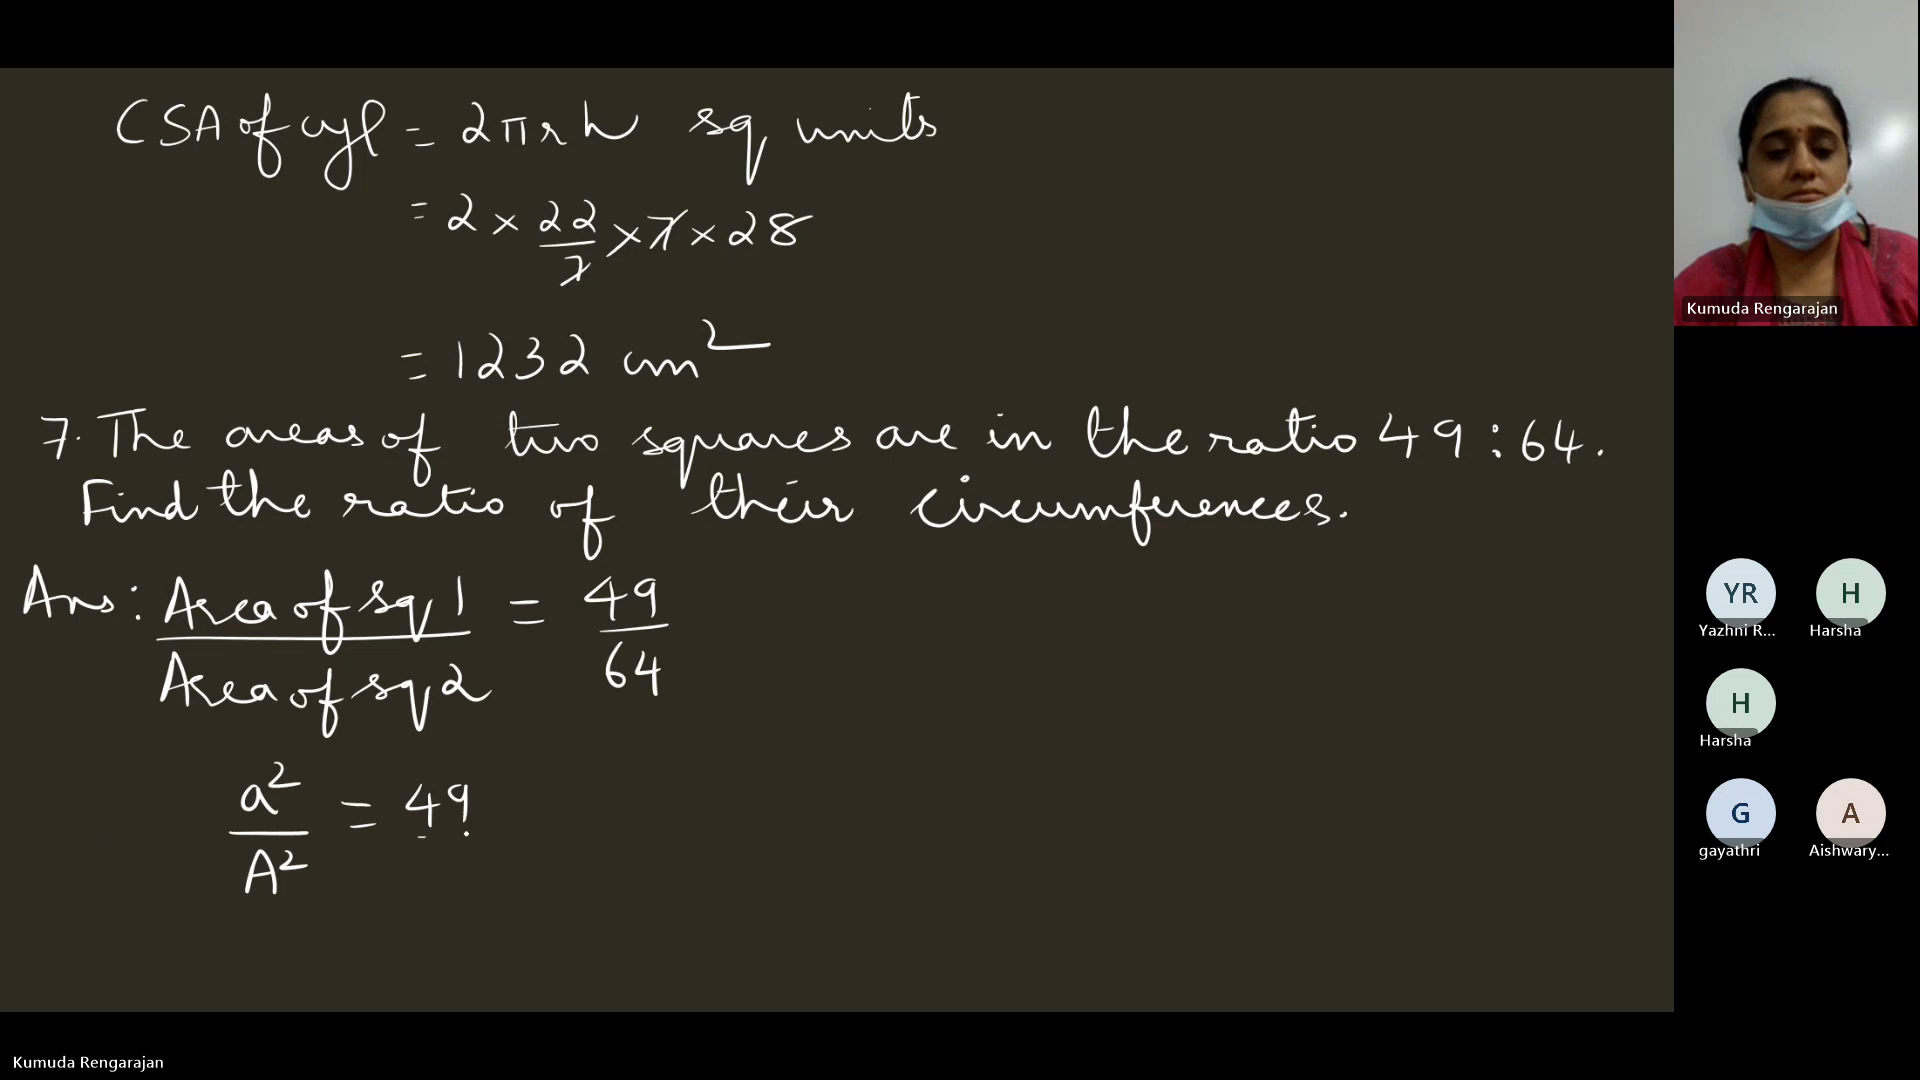 CSA of cyl = 2πrh sq units
= 2 × 22/7 × 7 × 28
= 1232 cm²
7. The areas of two squares are in the ratio 49 : 64.
Find the ratio of their circumferences.
Ans: Area of sq 1 / Area of sq 2 = 49/64
a²/A² = 49
Kumuda Rengarajan
YR
Yazhni R...
H
Harsha
H
Harsha
G
gayathri
A
Aishwary...
Kumuda Rengarajan